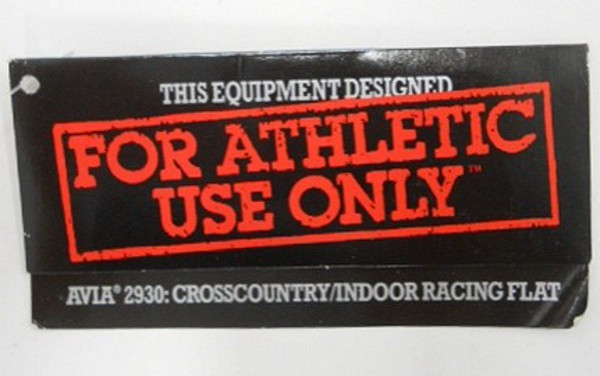 THIS EQUIPMENT DESIGNED
FOR ATHLETIC
USE ONLY™
AVIA® 2930: CROSSCOUNTRY/INDOOR RACING FLAT